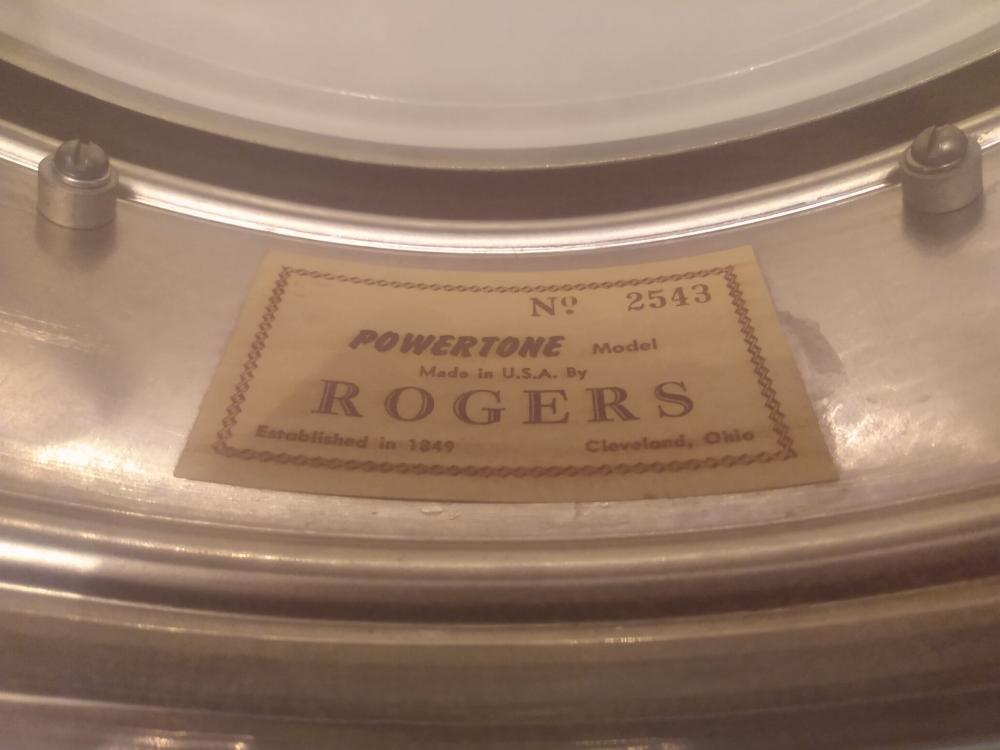 Nº 2543
POWERTONE Model
Made in U.S.A. By
ROGERS
Established in 1849 Cleveland, Ohio